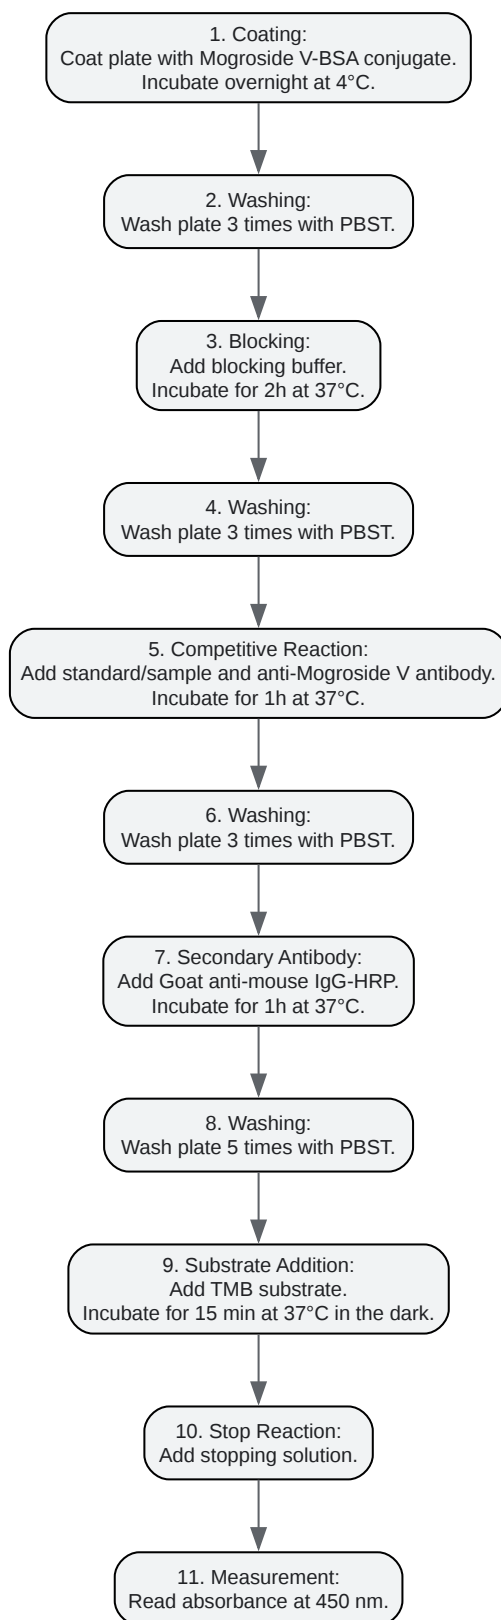 1. Coating:
Coat plate with Mogroside V-BSA conjugate.
Incubate overnight at 4°C.
2. Washing:
Wash plate 3 times with PBST.
3. Blocking:
Add blocking buffer.
Incubate for 2h at 37°C.
4. Washing:
Wash plate 3 times with PBST.
5. Competitive Reaction:
Add standard/sample and anti-Mogroside V antibody.
Incubate for 1h at 37°C.
6. Washing:
Wash plate 3 times with PBST.
7. Secondary Antibody:
Add Goat anti-mouse IgG-HRP.
Incubate for 1h at 37°C.
8. Washing:
Wash plate 5 times with PBST.
9. Substrate Addition:
Add TMB substrate.
Incubate for 15 min at 37°C in the dark.
10. Stop Reaction:
Add stopping solution.
11. Measurement:
Read absorbance at 450 nm.